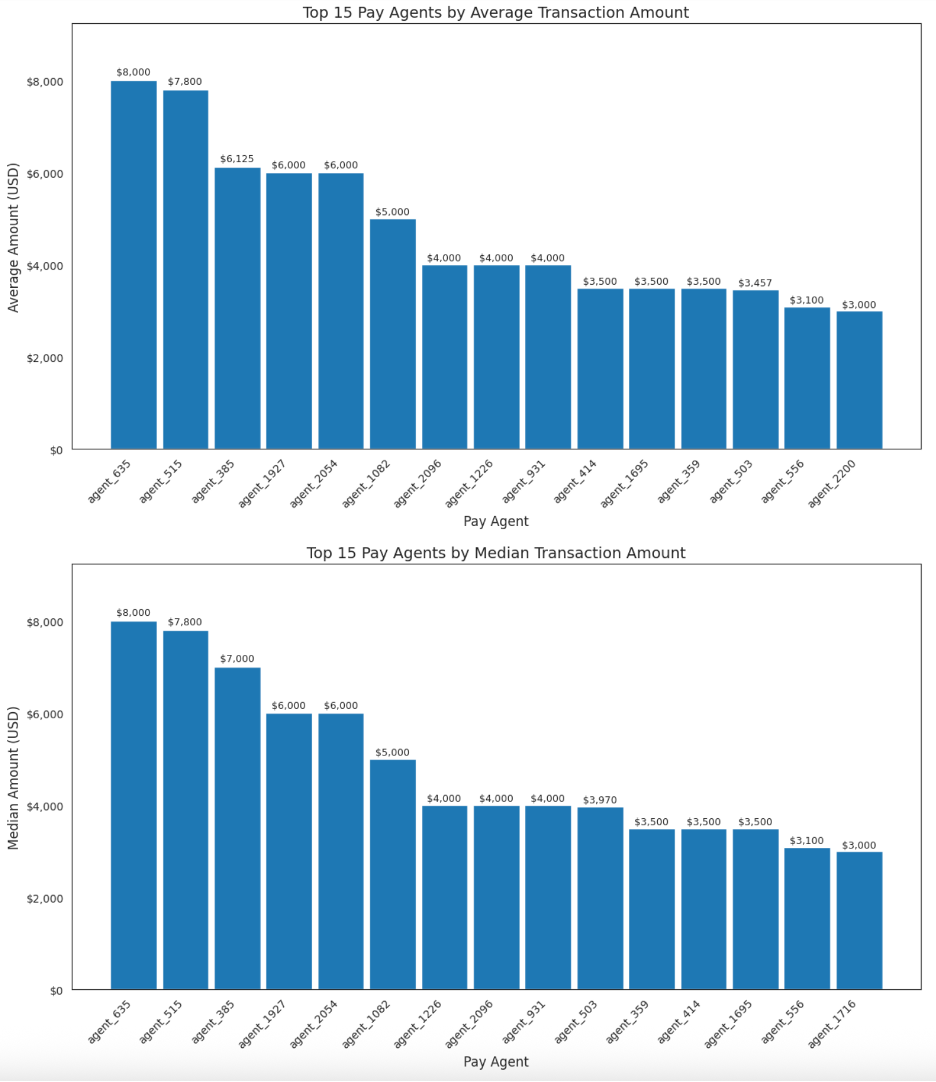 Top 15 Pay Agents by Average Transaction Amount
Average Amount (USD)
$8,000
$6,000
$4,000
$2,000
$0
$8,000
$7,800
$6,125
$6,000
$6,000
$5,000
$4,000
$4,000
$4,000
$3,500
$3,500
$3,500
$3,457
$3,100
$3,000
agent_635
agent_515
agent_385
agent_1927
agent_2054
agent_1082
agent_2096
agent_1226
agent_931
agent_414
agent_1695
agent_359
agent_503
agent_556
agent_2200
Pay Agent
Top 15 Pay Agents by Median Transaction Amount
Median Amount (USD)
$8,000
$6,000
$4,000
$2,000
$0
$8,000
$7,800
$7,000
$6,000
$6,000
$5,000
$4,000
$4,000
$4,000
$3,970
$3,500
$3,500
$3,500
$3,100
$3,000
agent_635
agent_515
agent_385
agent_1927
agent_2054
agent_1082
agent_1226
agent_2096
agent_931
agent_503
agent_359
agent_414
agent_1695
agent_556
agent_1716
Pay Agent